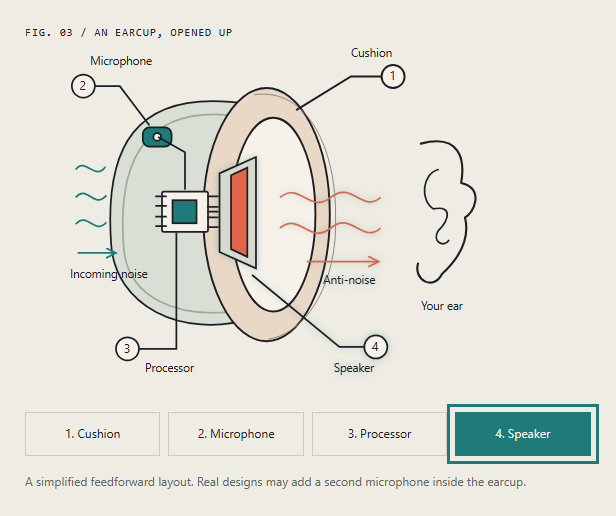 FIG. 03 / AN EARCUP, OPENED UP
Cushion
Microphone
1
2
Incoming noise
Anti-noise
Your ear
3
4
Processor
Speaker
1. Cushion
2. Microphone
3. Processor
4. Speaker
A simplified feedforward layout. Real designs may add a second microphone inside the earcup.